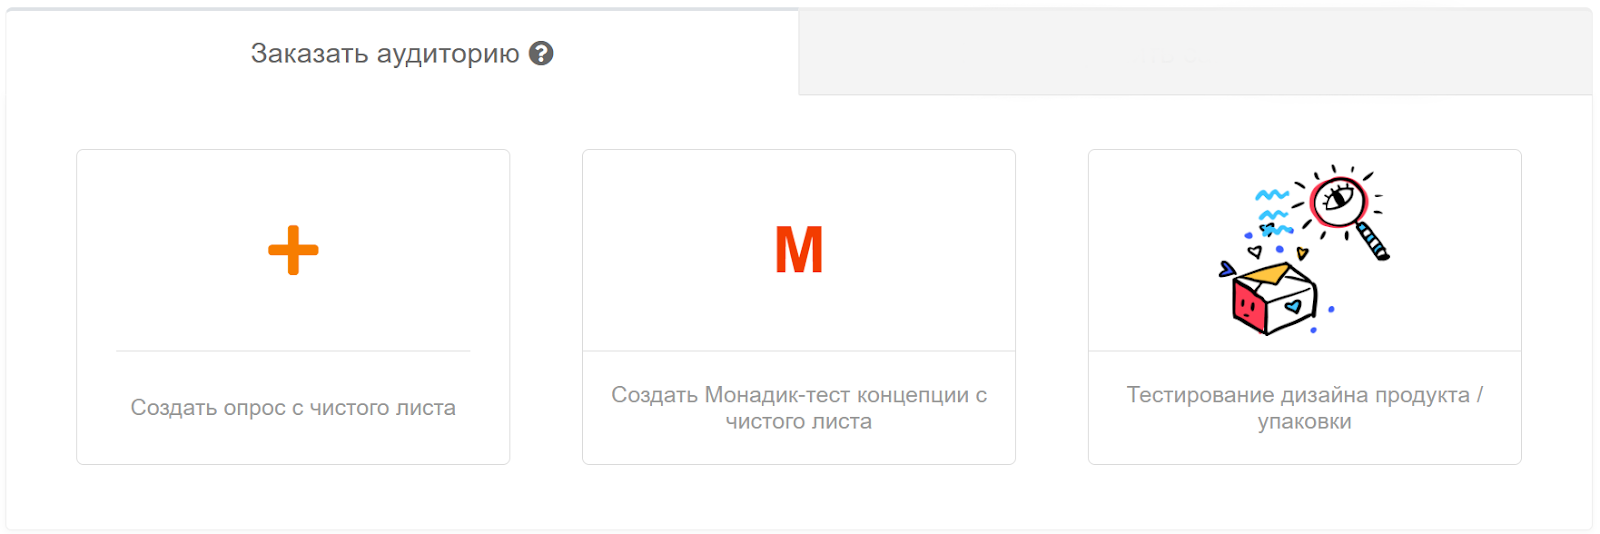 Заказать аудиторию ?
M
Создать опрос с чистого листа
Создать Монадик-тест концепции с
чистого листа
Тестирование дизайна продукта /
упаковки